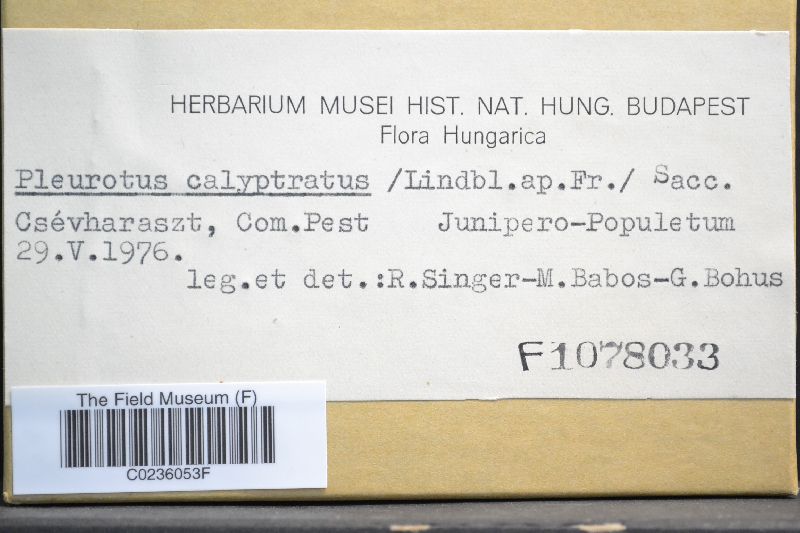 HERBARIUM MUSEI HIST. NAT. HUNG. BUDAPEST
Flora Hungarica
Pleurotus calyptratus /Lindbl.ap.Fr./ Sacc.
Csévharaszt, Com.Pest Junipero-Populetum
29.V.1976.
leg.et det.:R.Singer-M.Babos-G.Bohus
F1078033
The Field Museum (F)
C0236053F